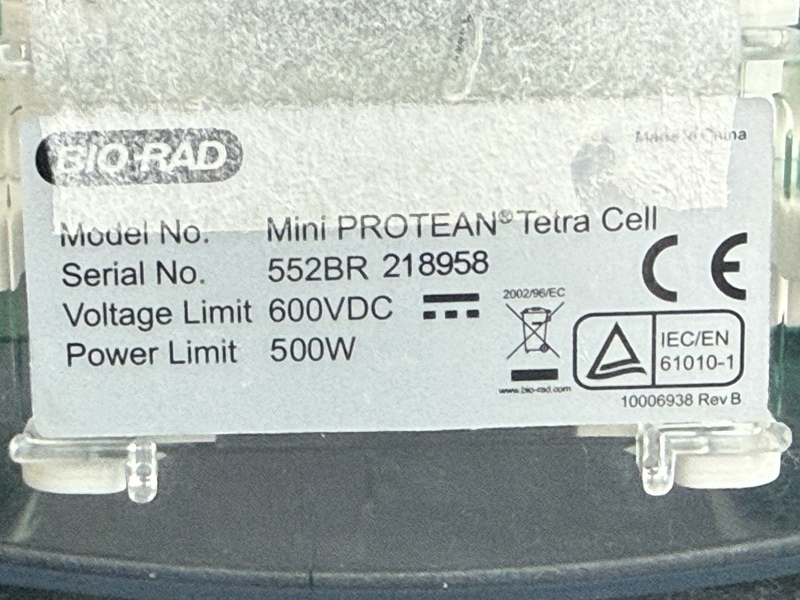 BIO-RAD
Made in China
Model No. Mini PROTEAN® Tetra Cell
Serial No. 552BR 218958
Voltage Limit 600VDC
Power Limit 500W
2002/96/EC
www.bio-rad.com
IEC/EN
61010-1
CE
10006938 Rev B